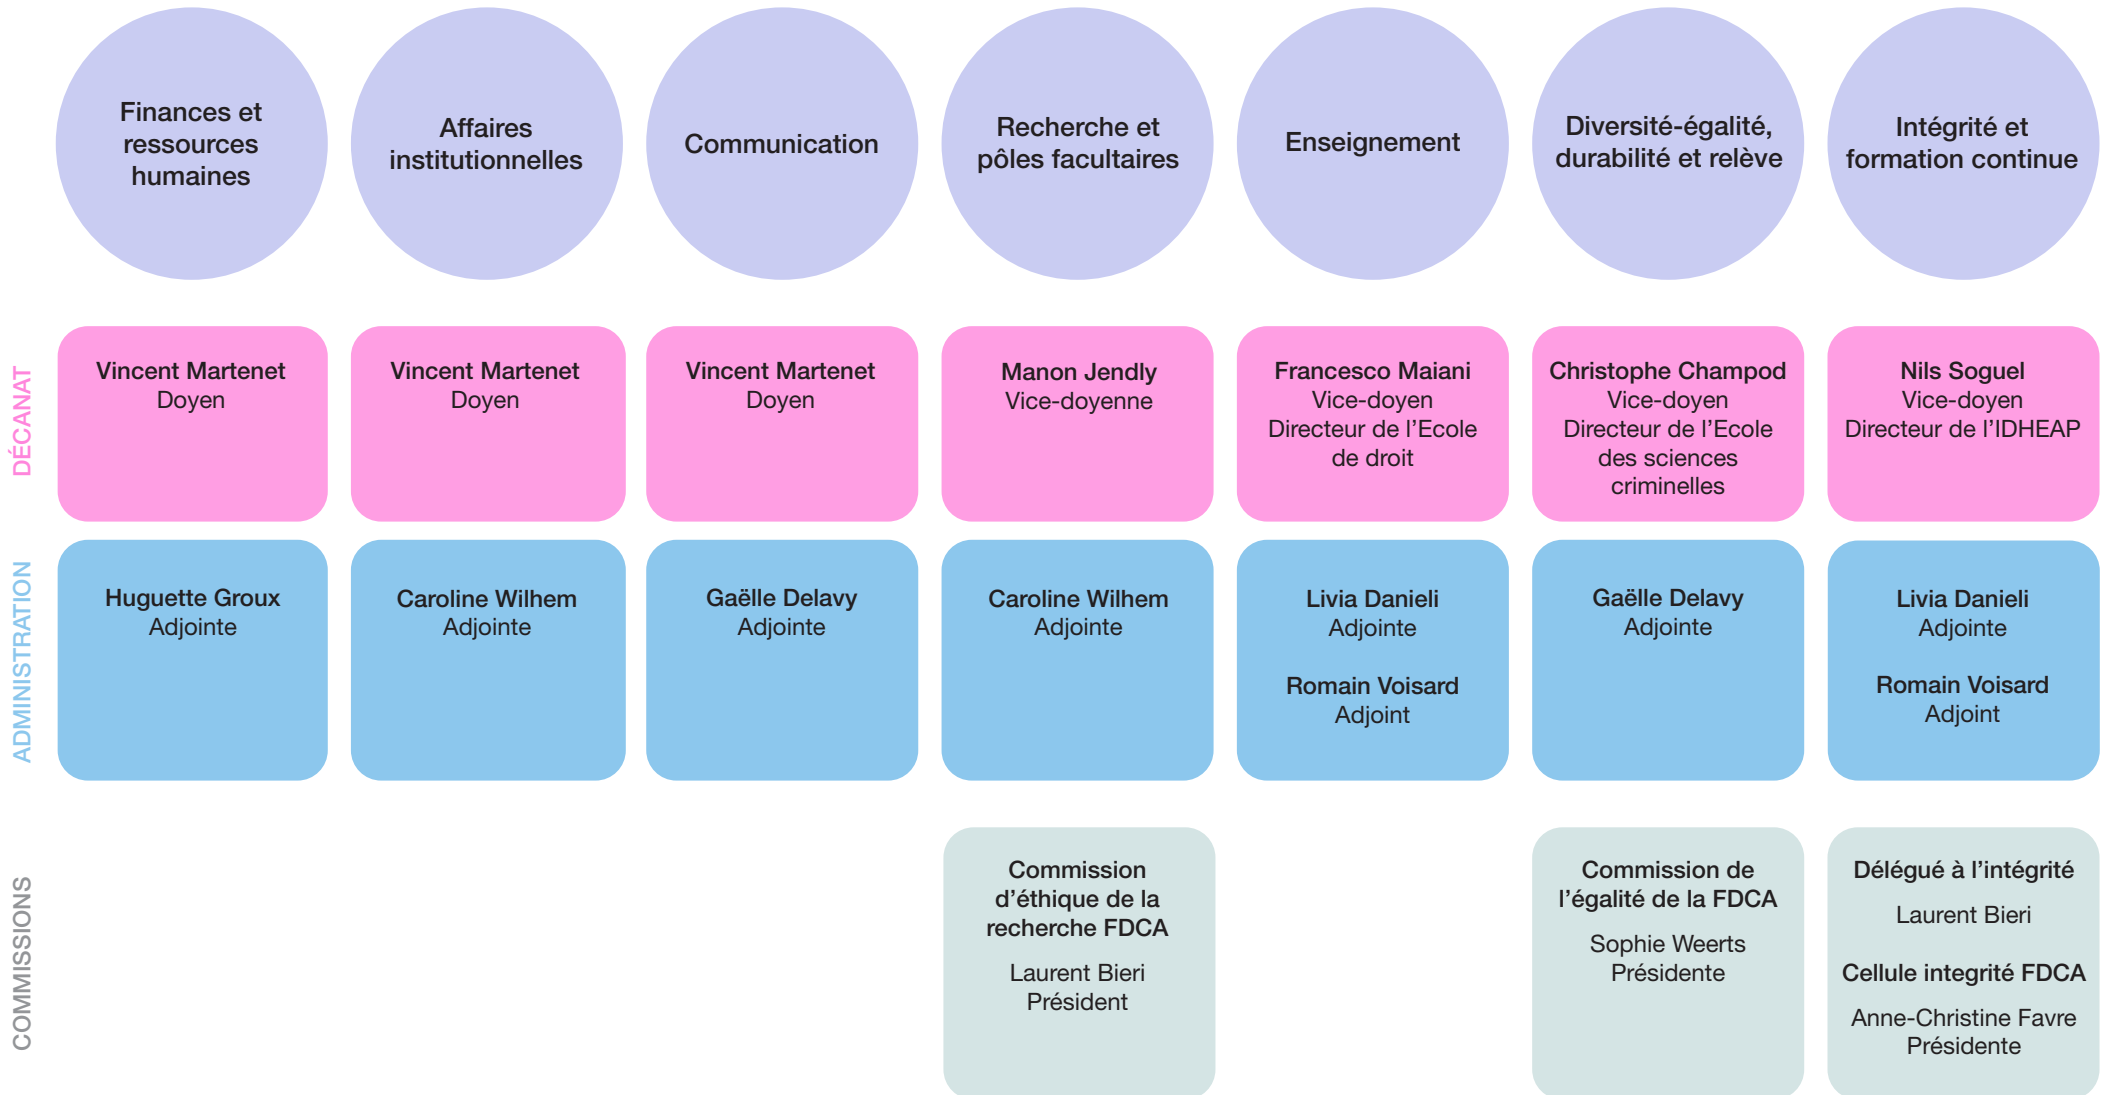 Finances et
ressources
humaines
Affaires
institutionnelles
Communication
Recherche et
pôles facultaires
Enseignement
Diversité-égalité,
durabilité et relève
Intégrité et
formation continue
DÉCANAT
Vincent Martenet
Doyen
Vincent Martenet
Doyen
Vincent Martenet
Doyen
Manon Jendly
Vice-doyenne
Francesco Maiani
Vice-doyen
Directeur de l'Ecole
de droit
Christophe Champod
Vice-doyen
Directeur de l'Ecole
des sciences
criminelles
Nils Soguel
Vice-doyen
Directeur de l'IDHEAP
ADMINISTRATION
Huguette Groux
Adjointe
Caroline Wilhem
Adjointe
Gaëlle Delavy
Adjointe
Caroline Wilhem
Adjointe
Livia Danieli
Adjointe
Romain Voisard
Adjoint
Gaëlle Delavy
Adjointe
Livia Danieli
Adjointe
Romain Voisard
Adjoint
COMMISSIONS
Commission
d'éthique de la
recherche FDCA
Laurent Bieri
Président
Commission de
l'égalité de la FDCA
Sophie Weerts
Présidente
Délégué à l'intégrité
Laurent Bieri
Cellule integrité FDCA
Anne-Christine Favre
Présidente